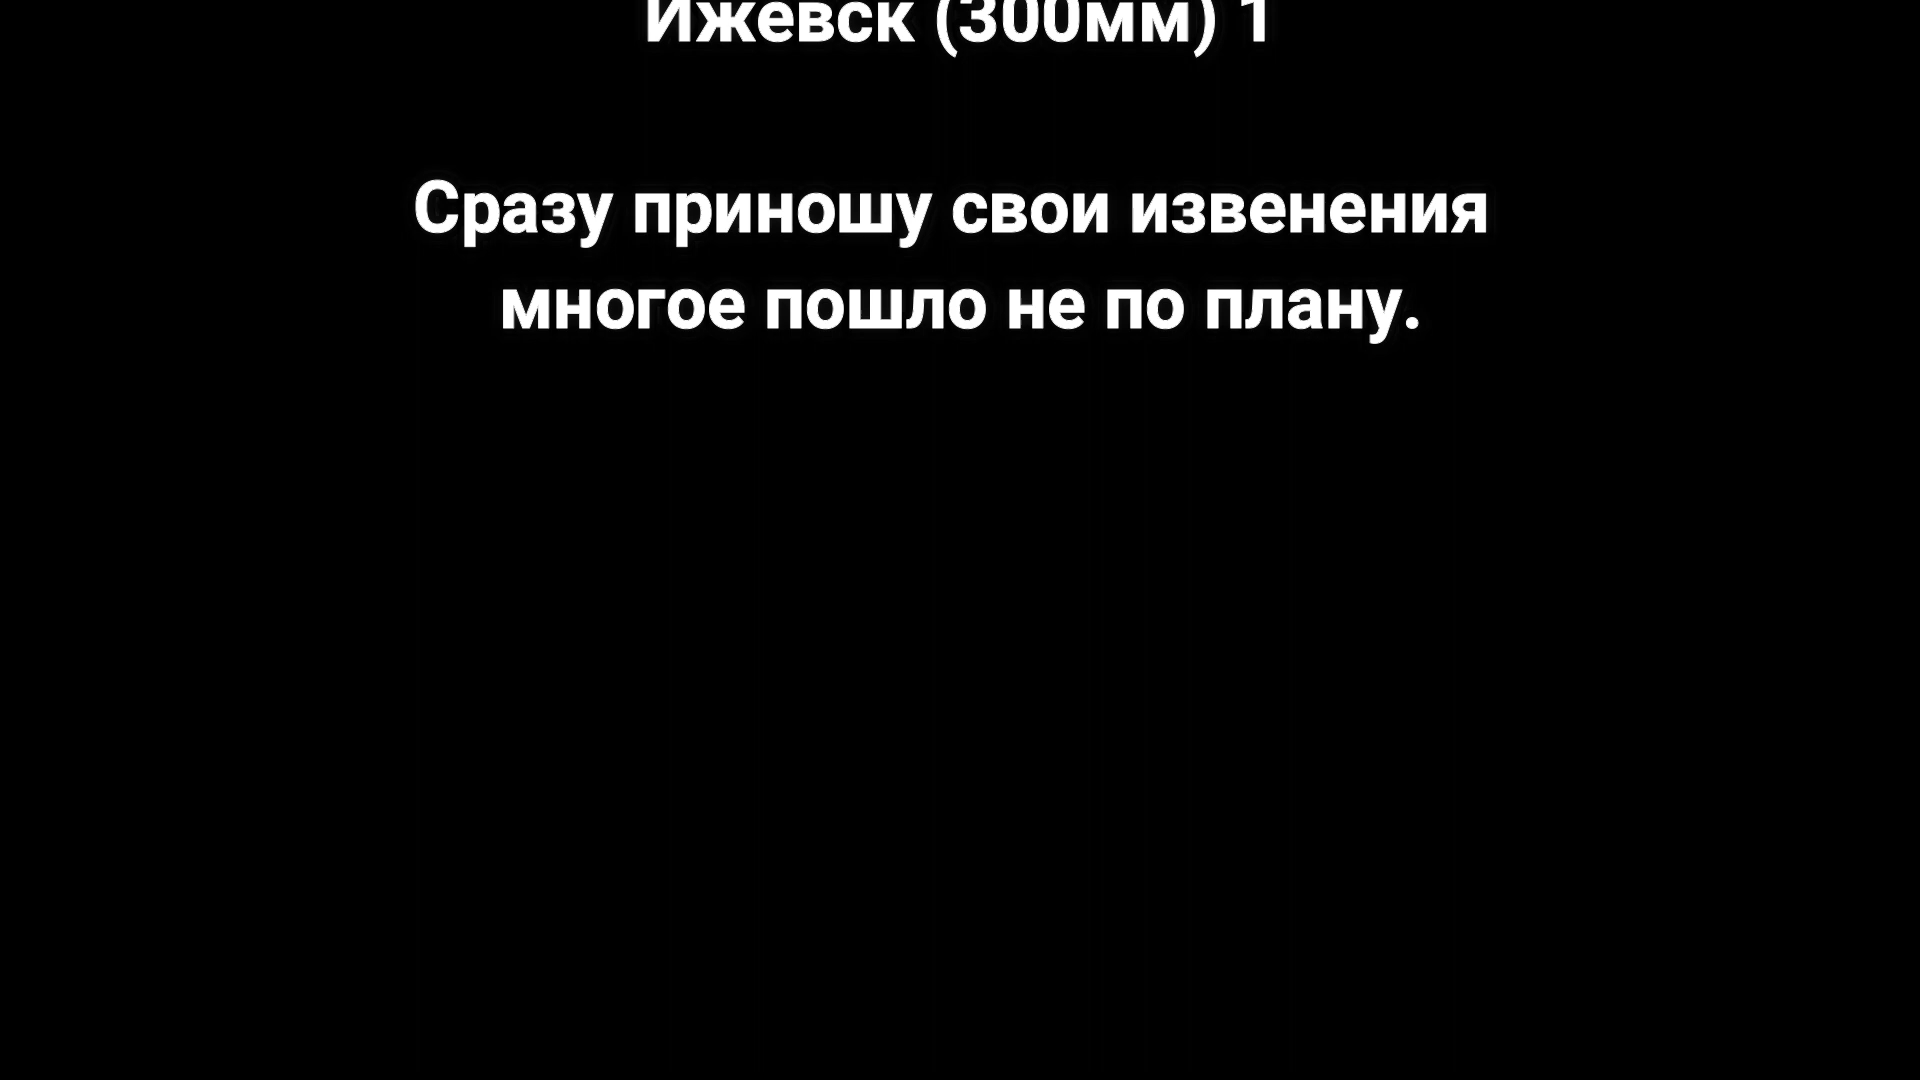 Ижевск (300мм) 1
Сразу приношу свои извенения
многое пошло не по плану.